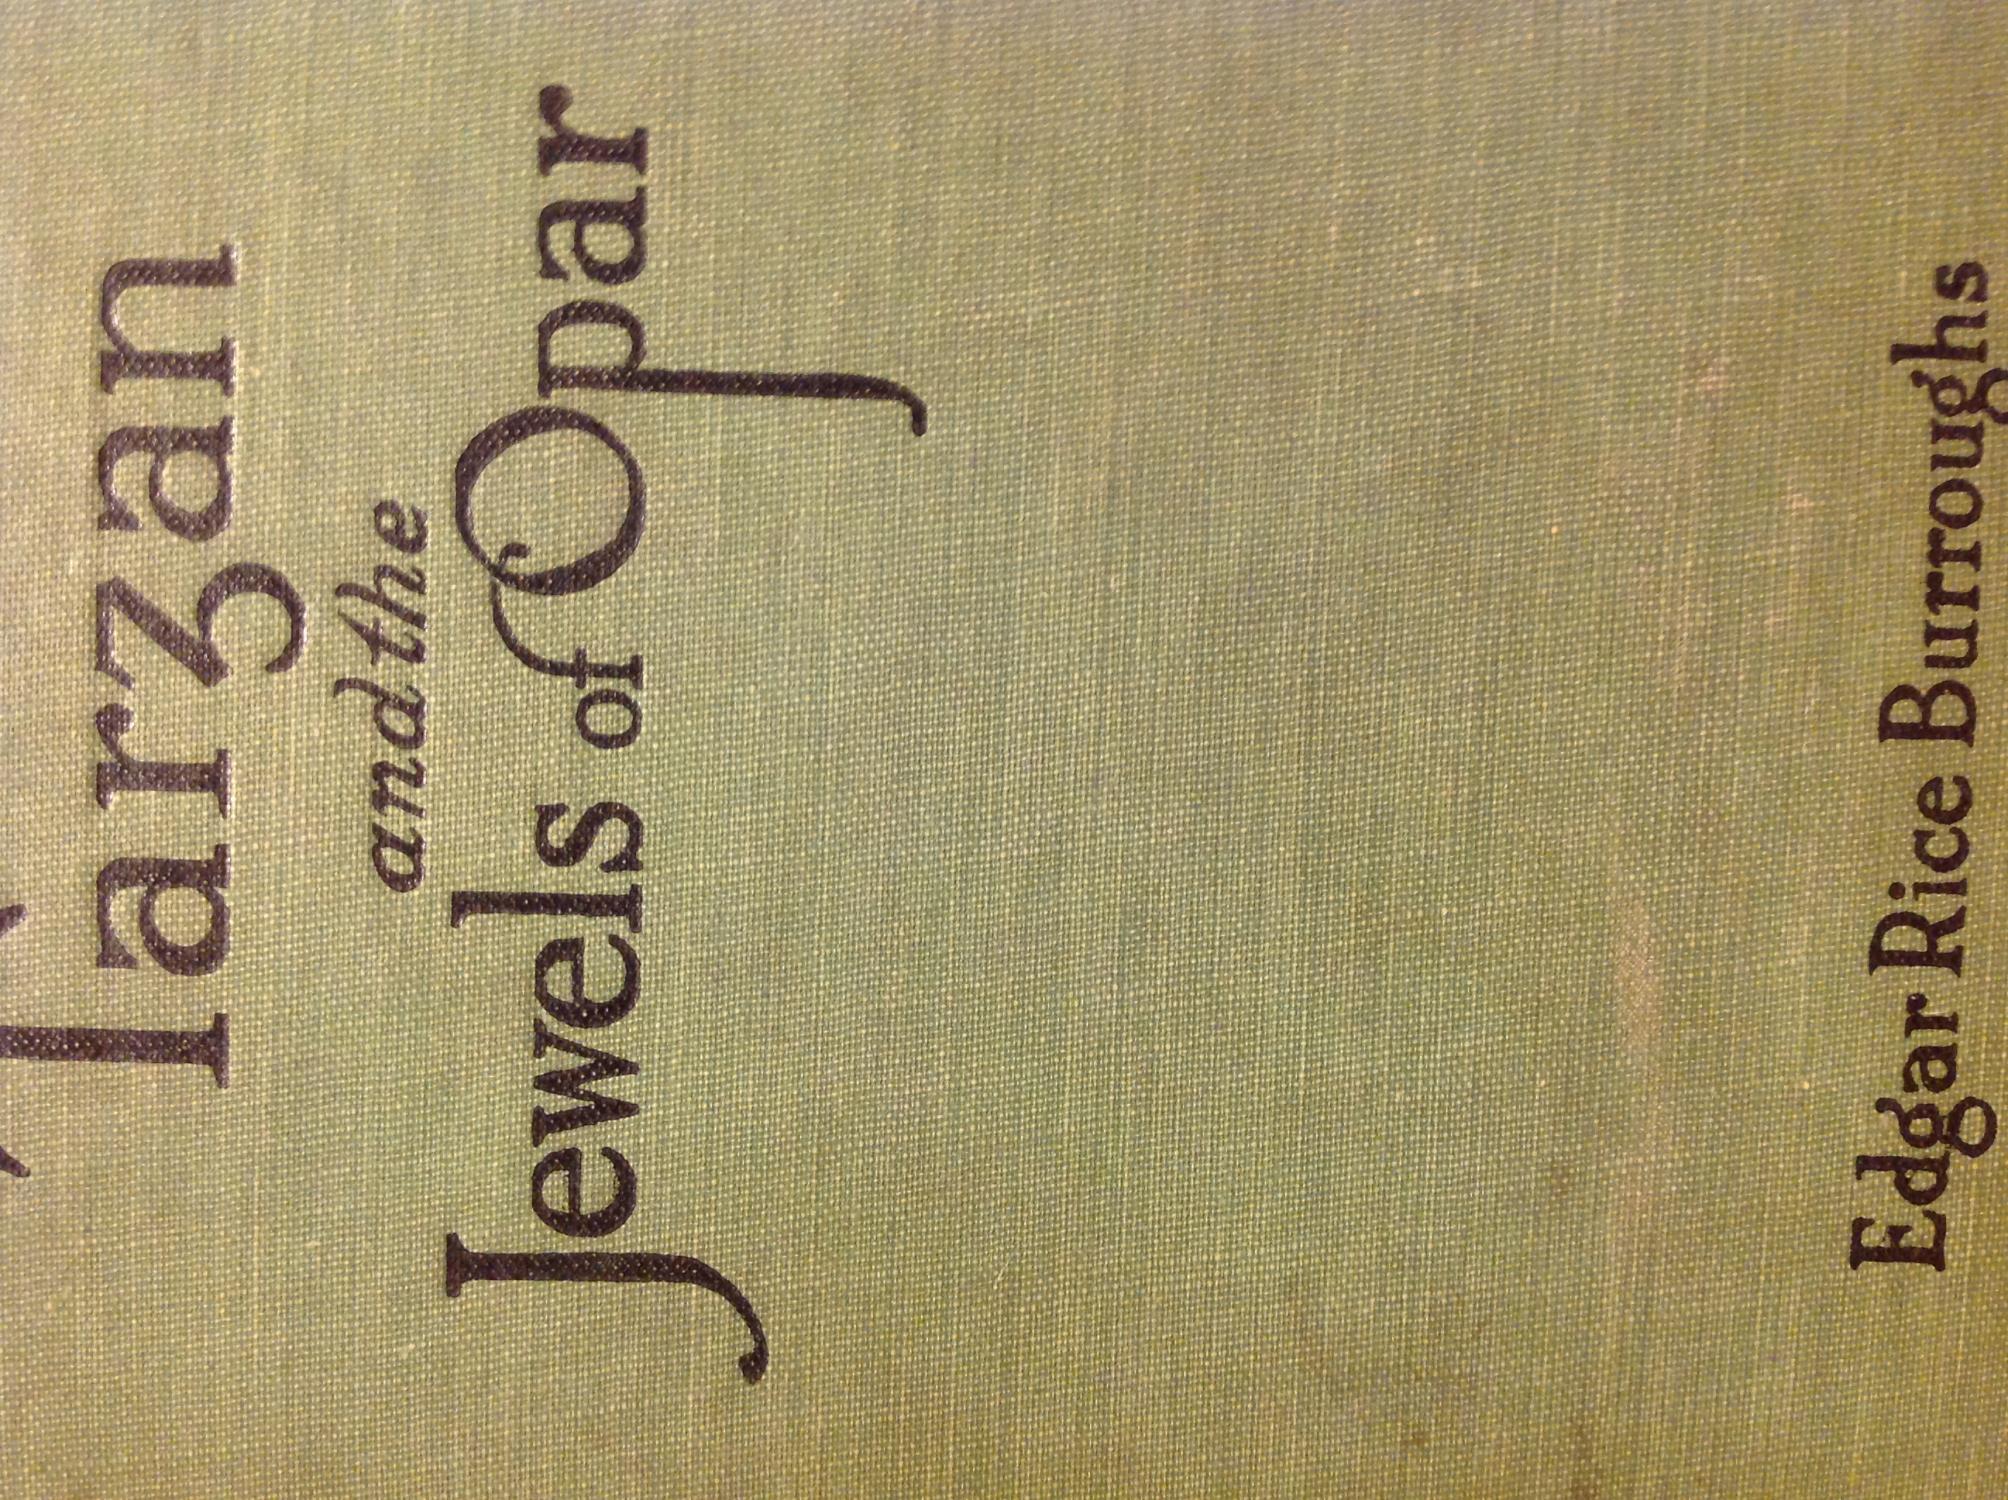 Tarzan
and the
Jewels of Opar
Edgar Rice Burroughs